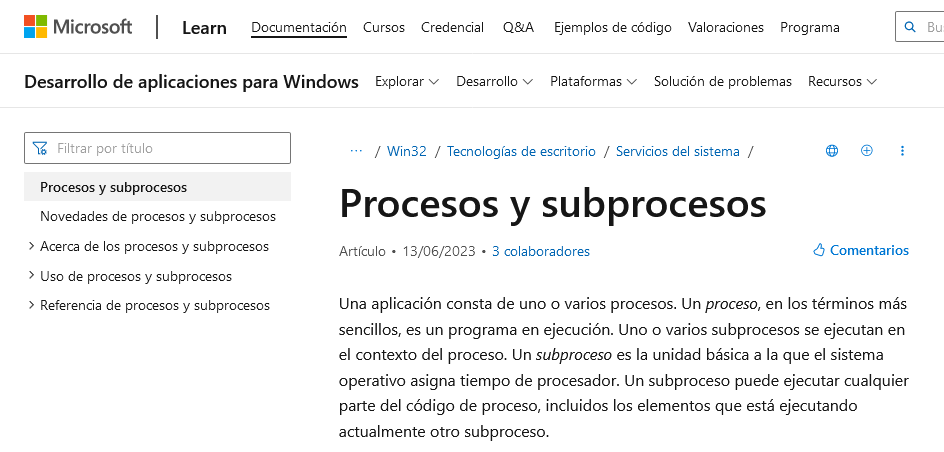 Microsoft Learn Documentación Cursos Credencial Q&A Ejemplos de código Valoraciones Programa
Desarrollo de aplicaciones para Windows Explorar Desarrollo Plataformas Solución de problemas Recursos
Filtrar por título
Procesos y subprocesos
Novedades de procesos y subprocesos
Acerca de los procesos y subprocesos
Uso de procesos y subprocesos
Referencia de procesos y subprocesos
··· / Win32 / Tecnologías de escritorio / Servicios del sistema /
Procesos y subprocesos
Artículo • 13/06/2023 • 3 colaboradores
Comentarios
Una aplicación consta de uno o varios procesos. Un proceso, en los términos más
sencillos, es un programa en ejecución. Uno o varios subprocesos se ejecutan en
el contexto del proceso. Un subproceso es la unidad básica a la que el sistema
operativo asigna tiempo de procesador. Un subproceso puede ejecutar cualquier
parte del código de proceso, incluidos los elementos que está ejecutando
actualmente otro subproceso.